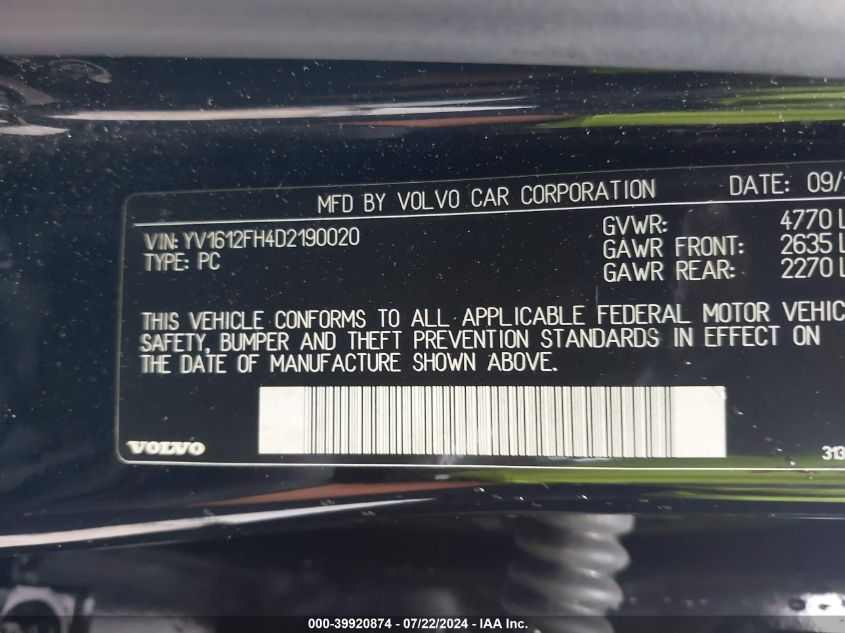 MFD BY VOLVO CAR CORPORATION DATE: 09/
VIN: YV1612FH4D2190020 GVWR: 4770 L
TYPE: PC GAWR FRONT: 2635 L
GAWR REAR: 2270 L
THIS VEHICLE CONFORMS TO ALL APPLICABLE FEDERAL MOTOR VEHIC
SAFETY, BUMPER AND THEFT PREVENTION STANDARDS IN EFFECT ON
THE DATE OF MANUFACTURE SHOWN ABOVE.
VOLVO
313
000-39920874 / 07/22/2024 - IAA Inc.